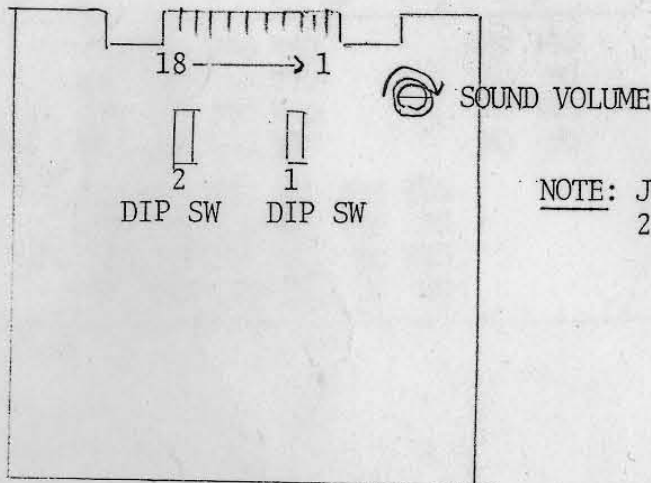 18 → 1
SOUND VOLUME
2 1
DIP SW DIP SW
NOTE: J
2